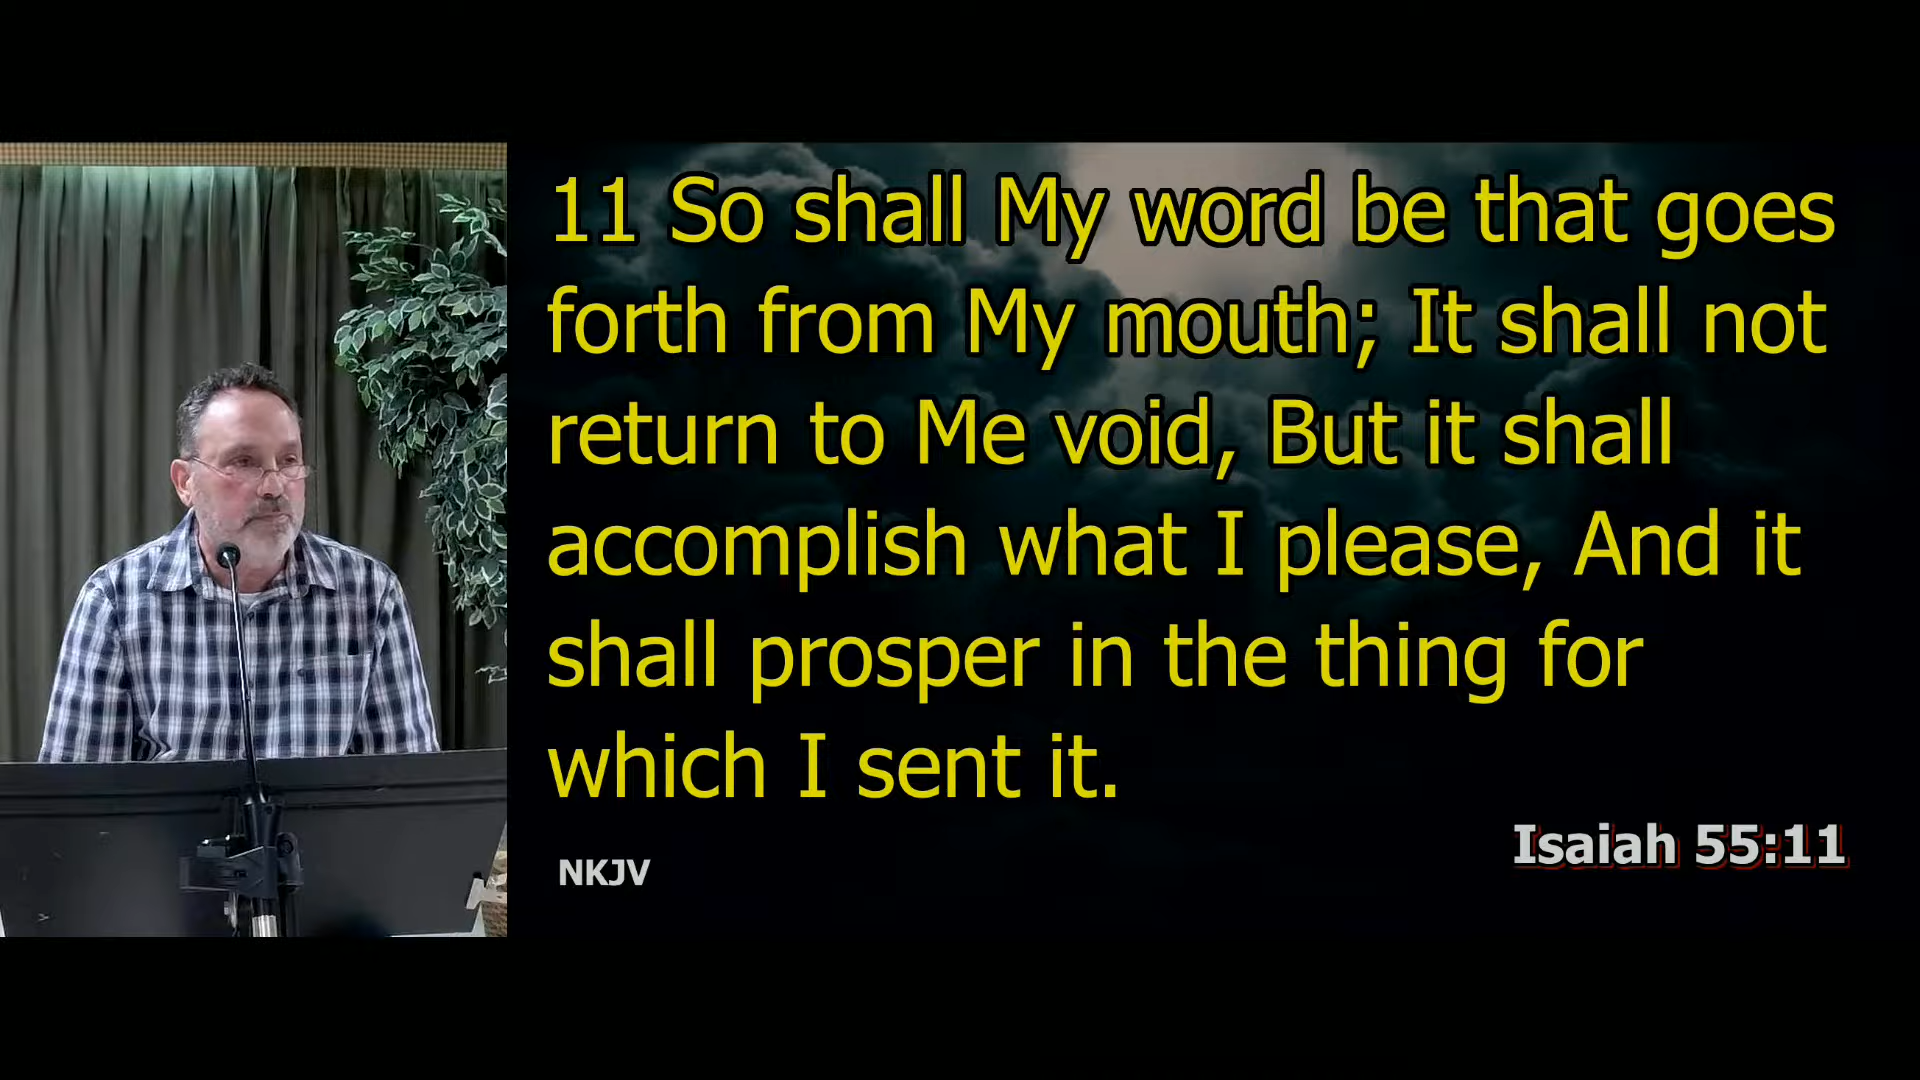 11 So shall My word be that goes
forth from My mouth; It shall not
return to Me void, But it shall
accomplish what I please, And it
shall prosper in the thing for
which I sent it.
Isaiah 55:11
NKJV